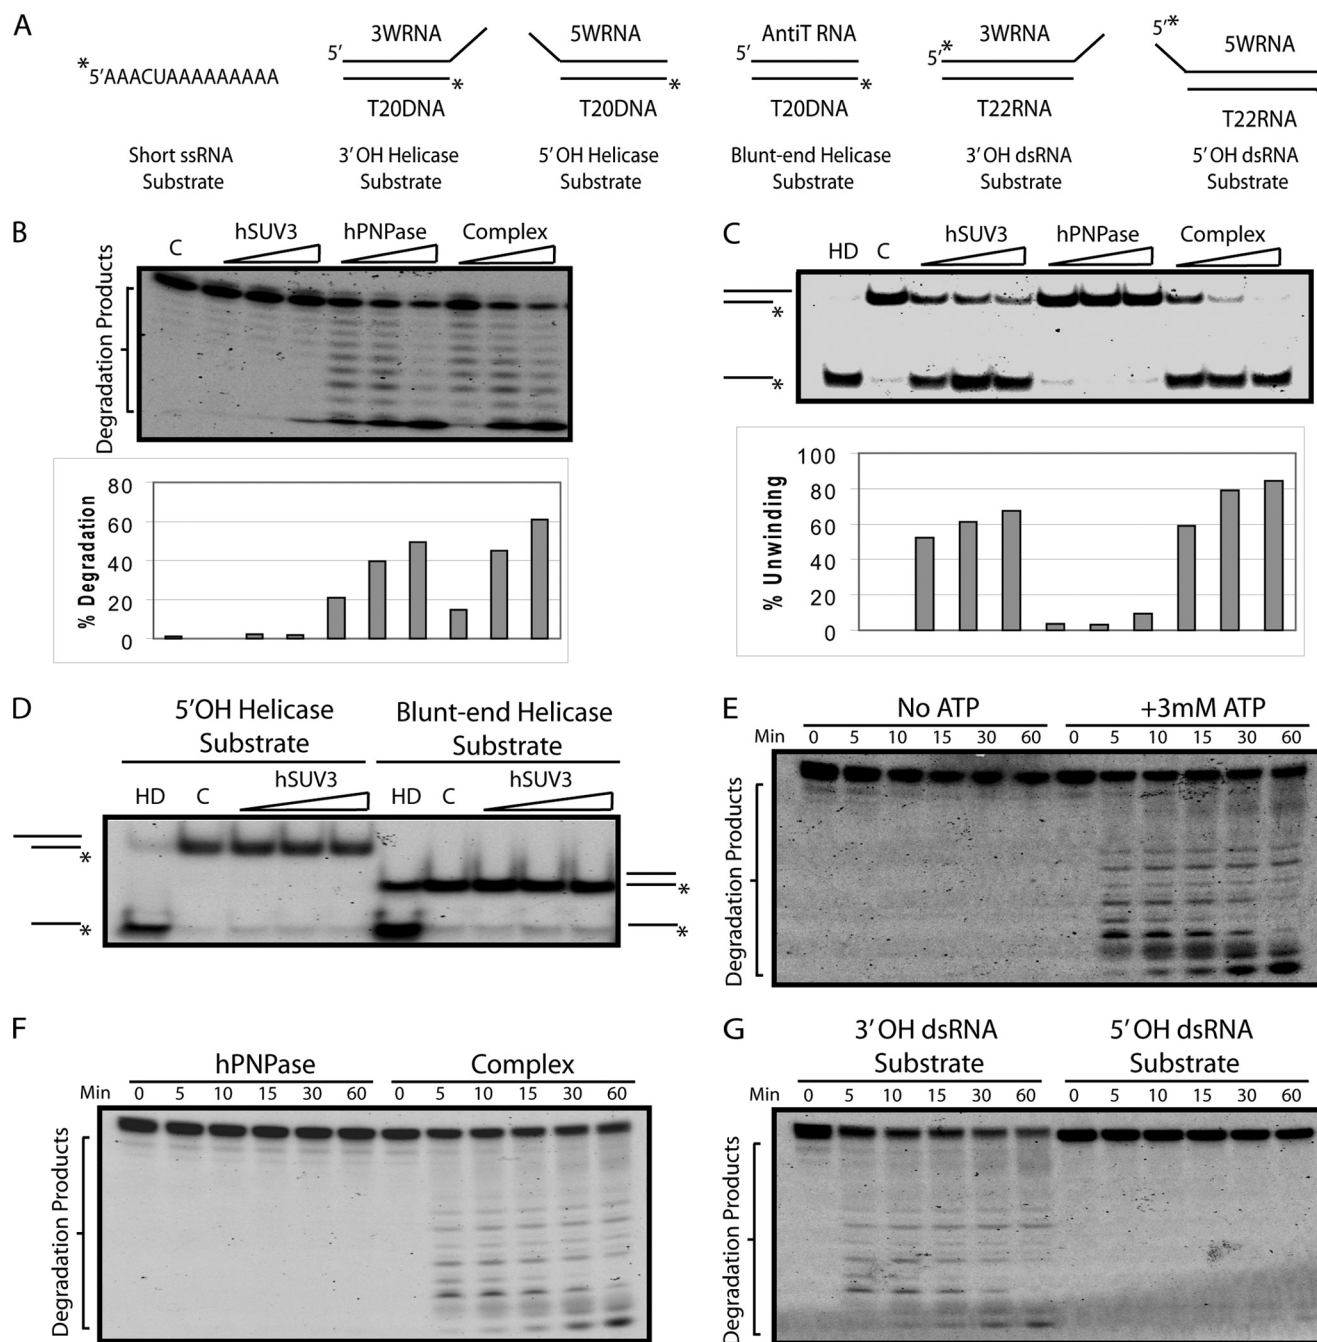 A
*5'AAACUAAAAAAAAA
Short ssRNA
Substrate
5'
3WRNA
*
T20DNA
3'OH Helicase
Substrate
5WRNA
*
T20DNA
5'OH Helicase
Substrate
AntiT RNA
5'
*
T20DNA
Blunt-end Helicase
Substrate
5'*
3WRNA
T22RNA
3'OH dsRNA
Substrate
5'*
5WRNA
T22RNA
5'OH dsRNA
Substrate
B
C hSUV3 hPNPase Complex
Degradation Products
% Degradation
80
60
40
20
0
C
HD C hSUV3 hPNPase Complex
*
*
% Unwinding
100
80
60
40
20
0
D
5'OH Helicase
Substrate
Blunt-end Helicase
Substrate
hSUV3 hSUV3
HD C HD C
*
*
*
*
E
No ATP +3mM ATP
Min 0 5 10 15 30 60 0 5 10 15 30 60
Degradation Products
F
hPNPase Complex
Min 0 5 10 15 30 60 0 5 10 15 30 60
Degradation Products
G
3'OH dsRNA
Substrate
5'OH dsRNA
Substrate
Min 0 5 10 15 30 60 0 5 10 15 30 60
Degradation Products